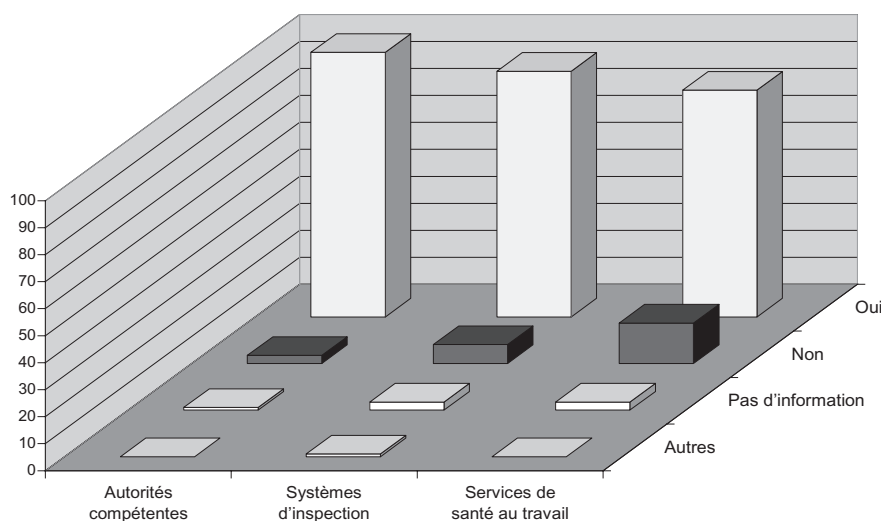 100
90
80
70
60
50
40
30
20
10
0
Oui
Non
Pas d'information
Autres
Autorités
compétentes
Systèmes
d'inspection
Services de
santé au travail